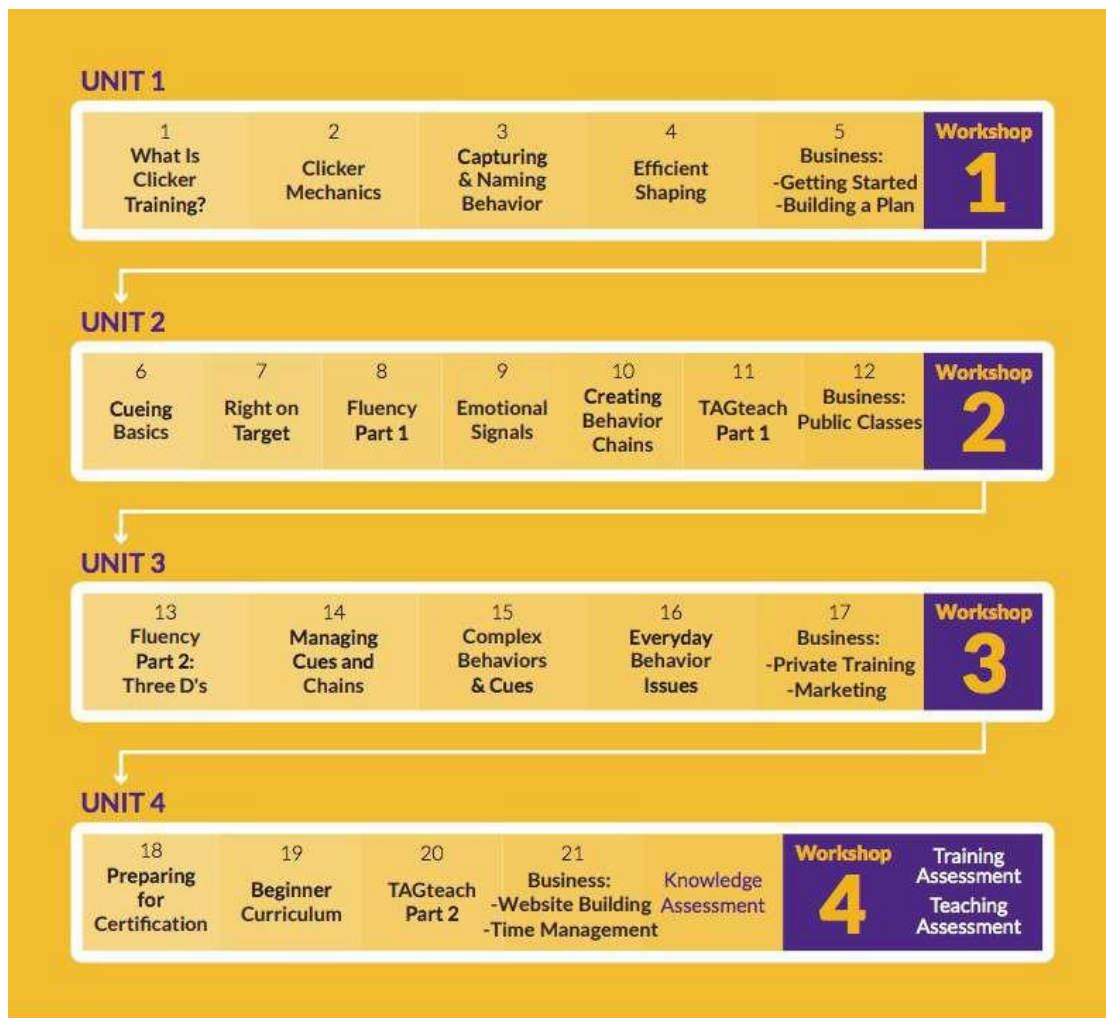 UNIT 1
1
What Is
Clicker
Training?
2
Clicker
Mechanics
3
Capturing
& Naming
Behavior
4
Efficient
Shaping
5
Business:
-Getting Started
-Building a Plan
Workshop
1
UNIT 2
6
Cueing
Basics
7
Right on
Target
8
Fluency
Part 1
9
Emotional
Signals
10
Creating
Behavior
Chains
11
TAGteach
Part 1
12
Business:
Public Classes
Workshop
2
UNIT 3
13
Fluency
Part 2:
Three D's
14
Managing
Cues and
Chains
15
Complex
Behaviors
& Cues
16
Everyday
Behavior
Issues
17
Business:
-Private Training
-Marketing
Workshop
3
UNIT 4
18
Preparing
for
Certification
19
Beginner
Curriculum
20
TAGteach
Part 2
21
Business:
-Website Building
-Time Management
Knowledge
Assessment
Workshop
4
Training
Assessment
Teaching
Assessment